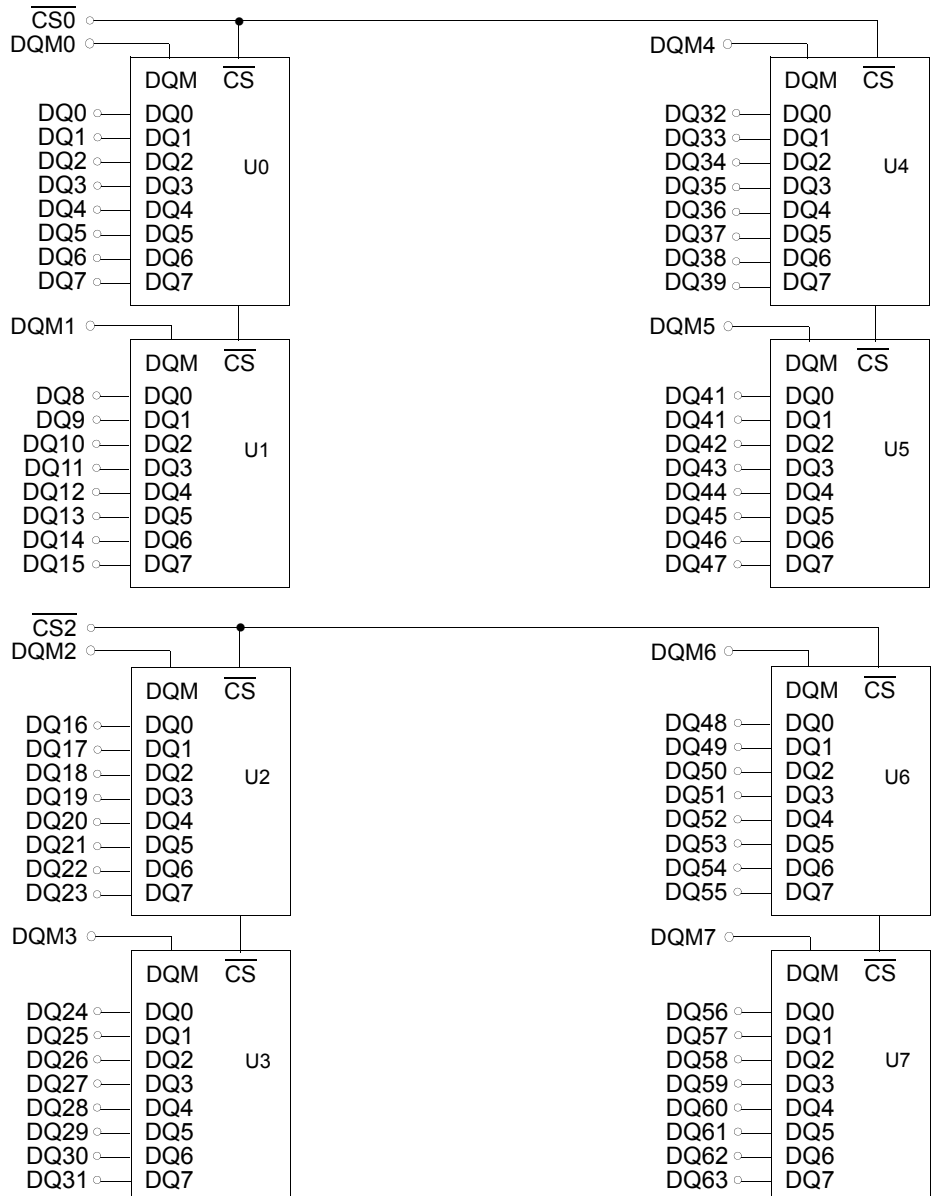 CS0
DQM0
DQM CS
DQ0 DQ0
DQ1 DQ1
DQ2 DQ2
U0
DQ3 DQ3
DQ4 DQ4
DQ5 DQ5
DQ6 DQ6
DQ7 DQ7
DQM1
DQM CS
DQ8 DQ0
DQ9 DQ1
DQ10 DQ2
U1
DQ11 DQ3
DQ12 DQ4
DQ13 DQ5
DQ14 DQ6
DQ15 DQ7
DQM4
DQM CS
DQ32 DQ0
DQ33 DQ1
DQ34 DQ2
U4
DQ35 DQ3
DQ36 DQ4
DQ37 DQ5
DQ38 DQ6
DQ39 DQ7
DQM5
DQM CS
DQ41 DQ0
DQ41 DQ1
DQ42 DQ2
U5
DQ43 DQ3
DQ44 DQ4
DQ45 DQ5
DQ46 DQ6
DQ47 DQ7
CS2
DQM2
DQM CS
DQ16 DQ0
DQ17 DQ1
DQ18 DQ2
U2
DQ19 DQ3
DQ20 DQ4
DQ21 DQ5
DQ22 DQ6
DQ23 DQ7
DQM3
DQM CS
DQ24 DQ0
DQ25 DQ1
DQ26 DQ2
U3
DQ27 DQ3
DQ28 DQ4
DQ29 DQ5
DQ30 DQ6
DQ31 DQ7
DQM6
DQM CS
DQ48 DQ0
DQ49 DQ1
DQ50 DQ2
U6
DQ51 DQ3
DQ52 DQ4
DQ53 DQ5
DQ54 DQ6
DQ55 DQ7
DQM7
DQM CS
DQ56 DQ0
DQ57 DQ1
DQ58 DQ2
U7
DQ59 DQ3
DQ60 DQ4
DQ61 DQ5
DQ62 DQ6
DQ63 DQ7